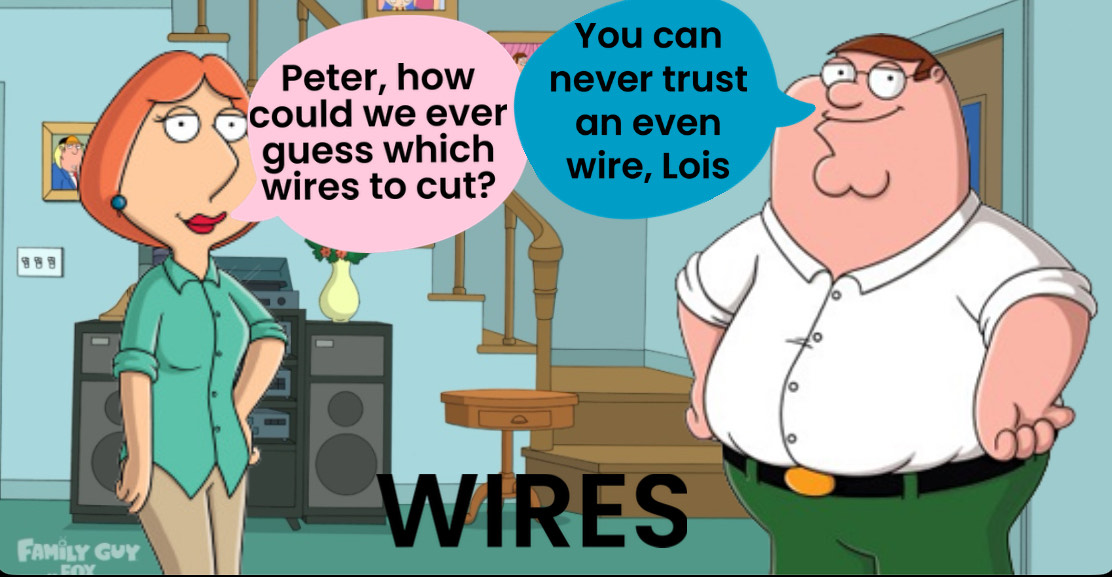 Peter, how
could we ever
guess which
wires to cut?
You can
never trust
an even
wire, Lois
WIRES
FAMILY GUY
FOX